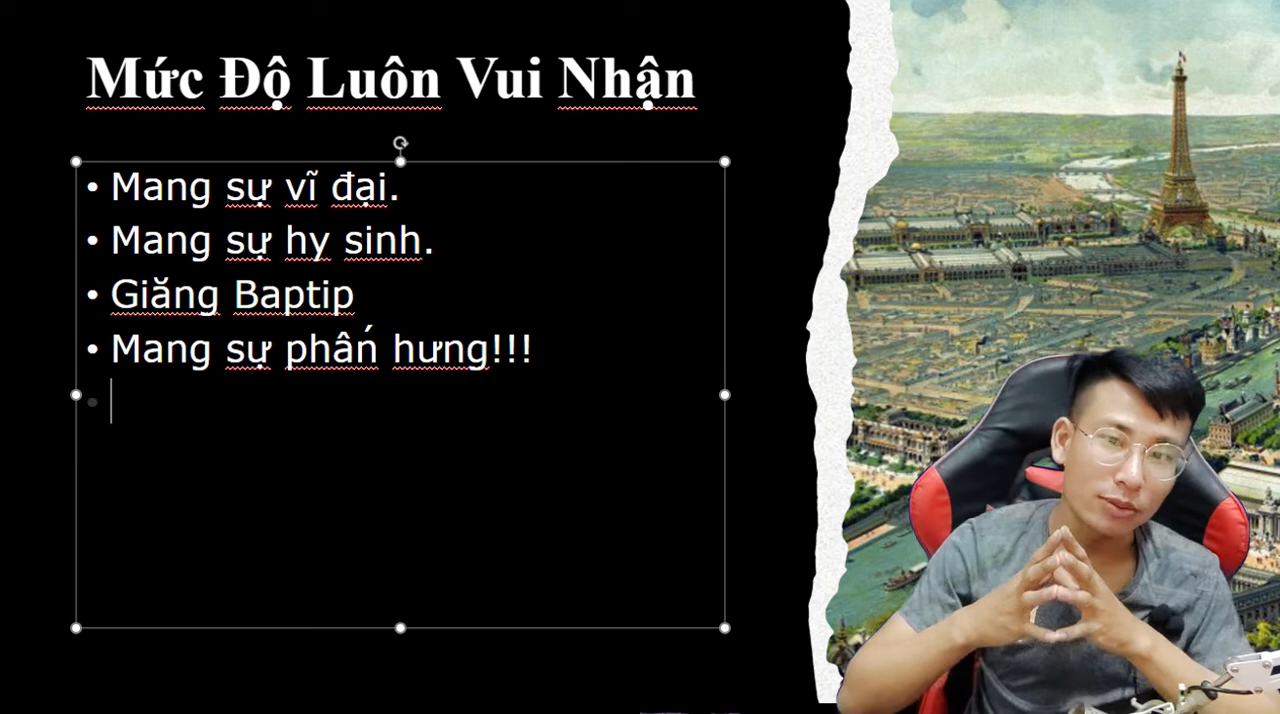 Mức Độ Luôn Vui Nhận
• Mang sự vĩ đại.
• Mang sự hy sinh.
• Giăng Baptip
• Mang sự phấn hưng!!!